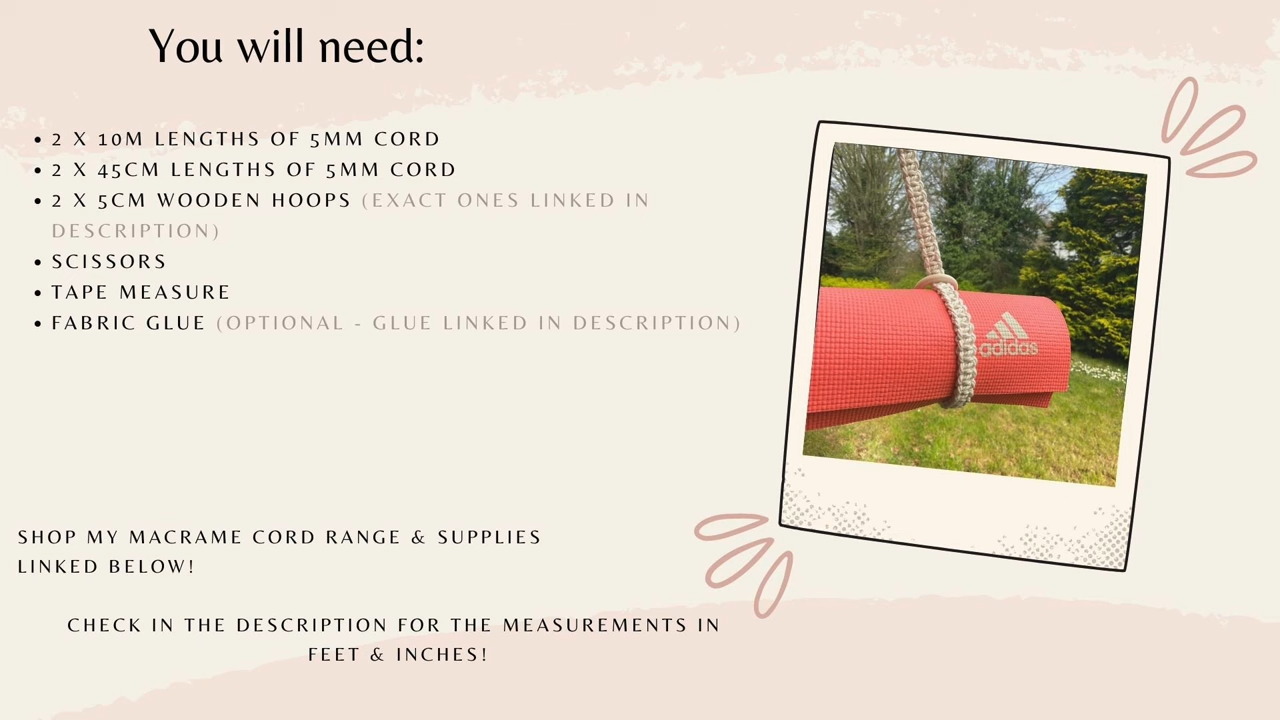 You will need:
• 2 X 10M LENGTHS OF 5MM CORD
• 2 X 45CM LENGTHS OF 5MM CORD
• 2 X 5CM WOODEN HOOPS (EXACT ONES LINKED IN
DESCRIPTION)
• SCISSORS
• TAPE MEASURE
• FABRIC GLUE (OPTIONAL - GLUE LINKED IN DESCRIPTION)
adidas
SHOP MY MACRAME CORD RANGE & SUPPLIES
LINKED BELOW!
CHECK IN THE DESCRIPTION FOR THE MEASUREMENTS IN
FEET & INCHES!